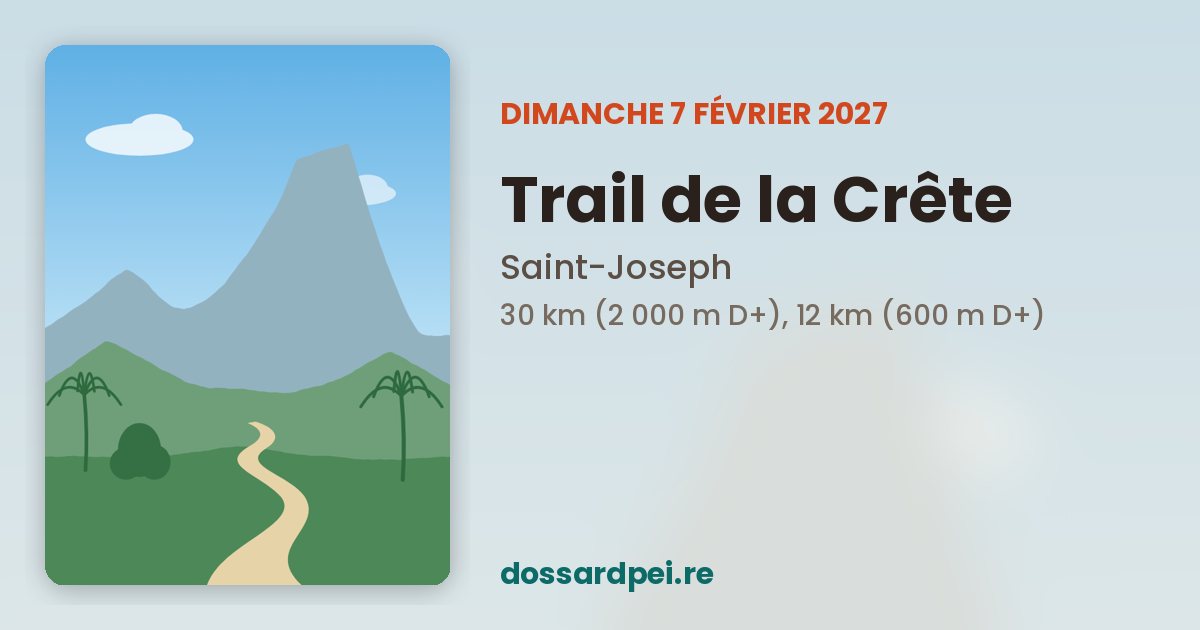 DIMANCHE 7 FÉVRIER 2027
Trail de la Crête
Saint-Joseph
30 km (2 000 m D+), 12 km (600 m D+)
dossardpei.re